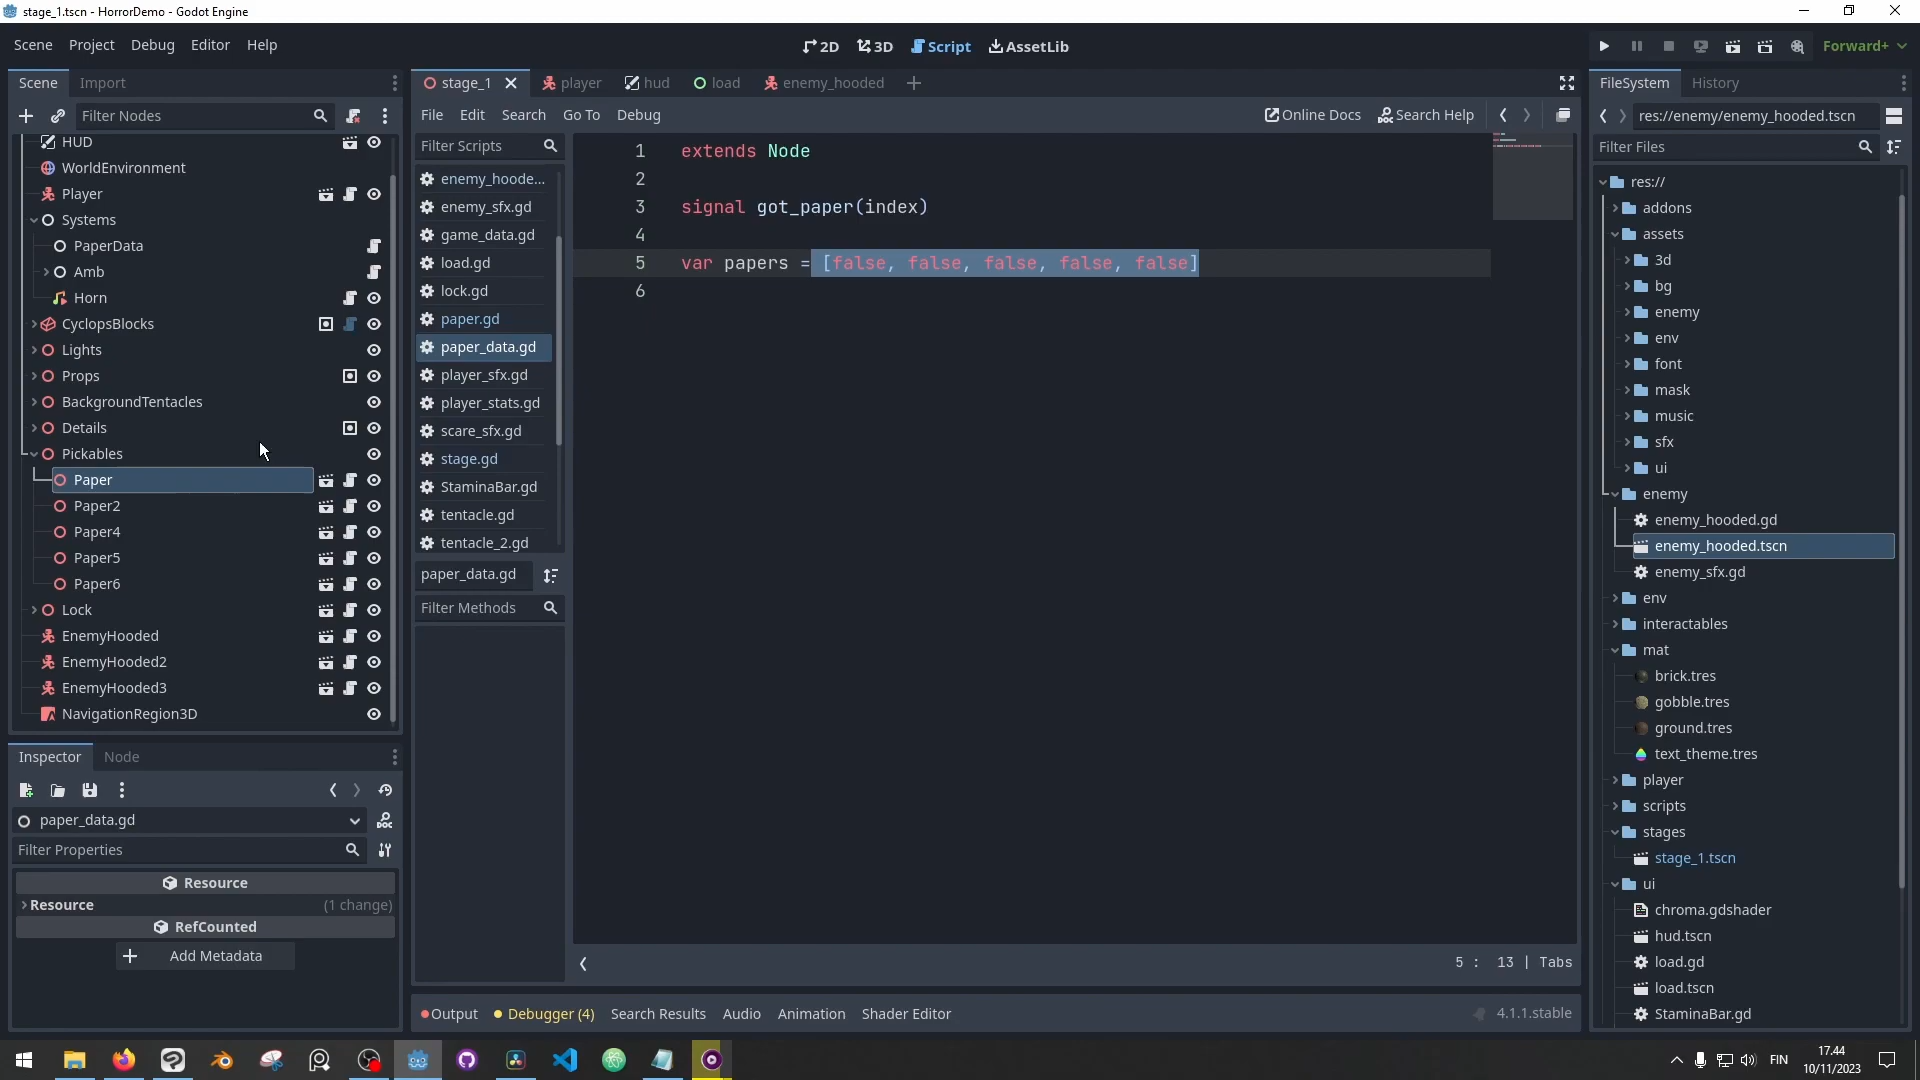 stage_1.tscn - HorrorDemo - Godot Engine
Scene Project Debug Editor Help
2D 3D Script AssetLib
Forward+
Scene Import
Filter Nodes
HUD
WorldEnvironment
Player
Systems
PaperData
Amb
Horn
CyclopsBlocks
Lights
Props
BackgroundTentacles
Details
Pickables
Paper
Paper2
Paper4
Paper5
Paper6
Lock
EnemyHooded
EnemyHooded2
EnemyHooded3
NavigationRegion3D
Inspector Node
paper_data.gd
Filter Properties
Resource
Resource (1 change)
RefCounted
Add Metadata
stage_1 player hud load enemy_hooded
File Edit Search Go To Debug
Online Docs Search Help
Filter Scripts
enemy_hoode...
enemy_sfx.gd
game_data.gd
load.gd
lock.gd
paper.gd
paper_data.gd
player_sfx.gd
player_stats.gd
scare_sfx.gd
stage.gd
StaminaBar.gd
tentacle.gd
tentacle_2.gd
paper_data.gd
Filter Methods
1 extends Node
2
3 signal got_paper(index)
4
5 var papers = [false, false, false, false, false]
6
5 : 13 | Tabs
Output Debugger (4) Search Results Audio Animation Shader Editor
4.1.1.stable
FileSystem History
res://enemy/enemy_hooded.tscn
Filter Files
res://
addons
assets
3d
bg
enemy
env
font
mask
music
sfx
ui
enemy
enemy_hooded.gd
enemy_hooded.tscn
enemy_sfx.gd
env
interactables
mat
brick.tres
gobble.tres
ground.tres
text_theme.tres
player
scripts
stages
stage_1.tscn
ui
chroma.gdshader
hud.tscn
load.gd
load.tscn
StaminaBar.gd
FIN
17.44
10/11/2023